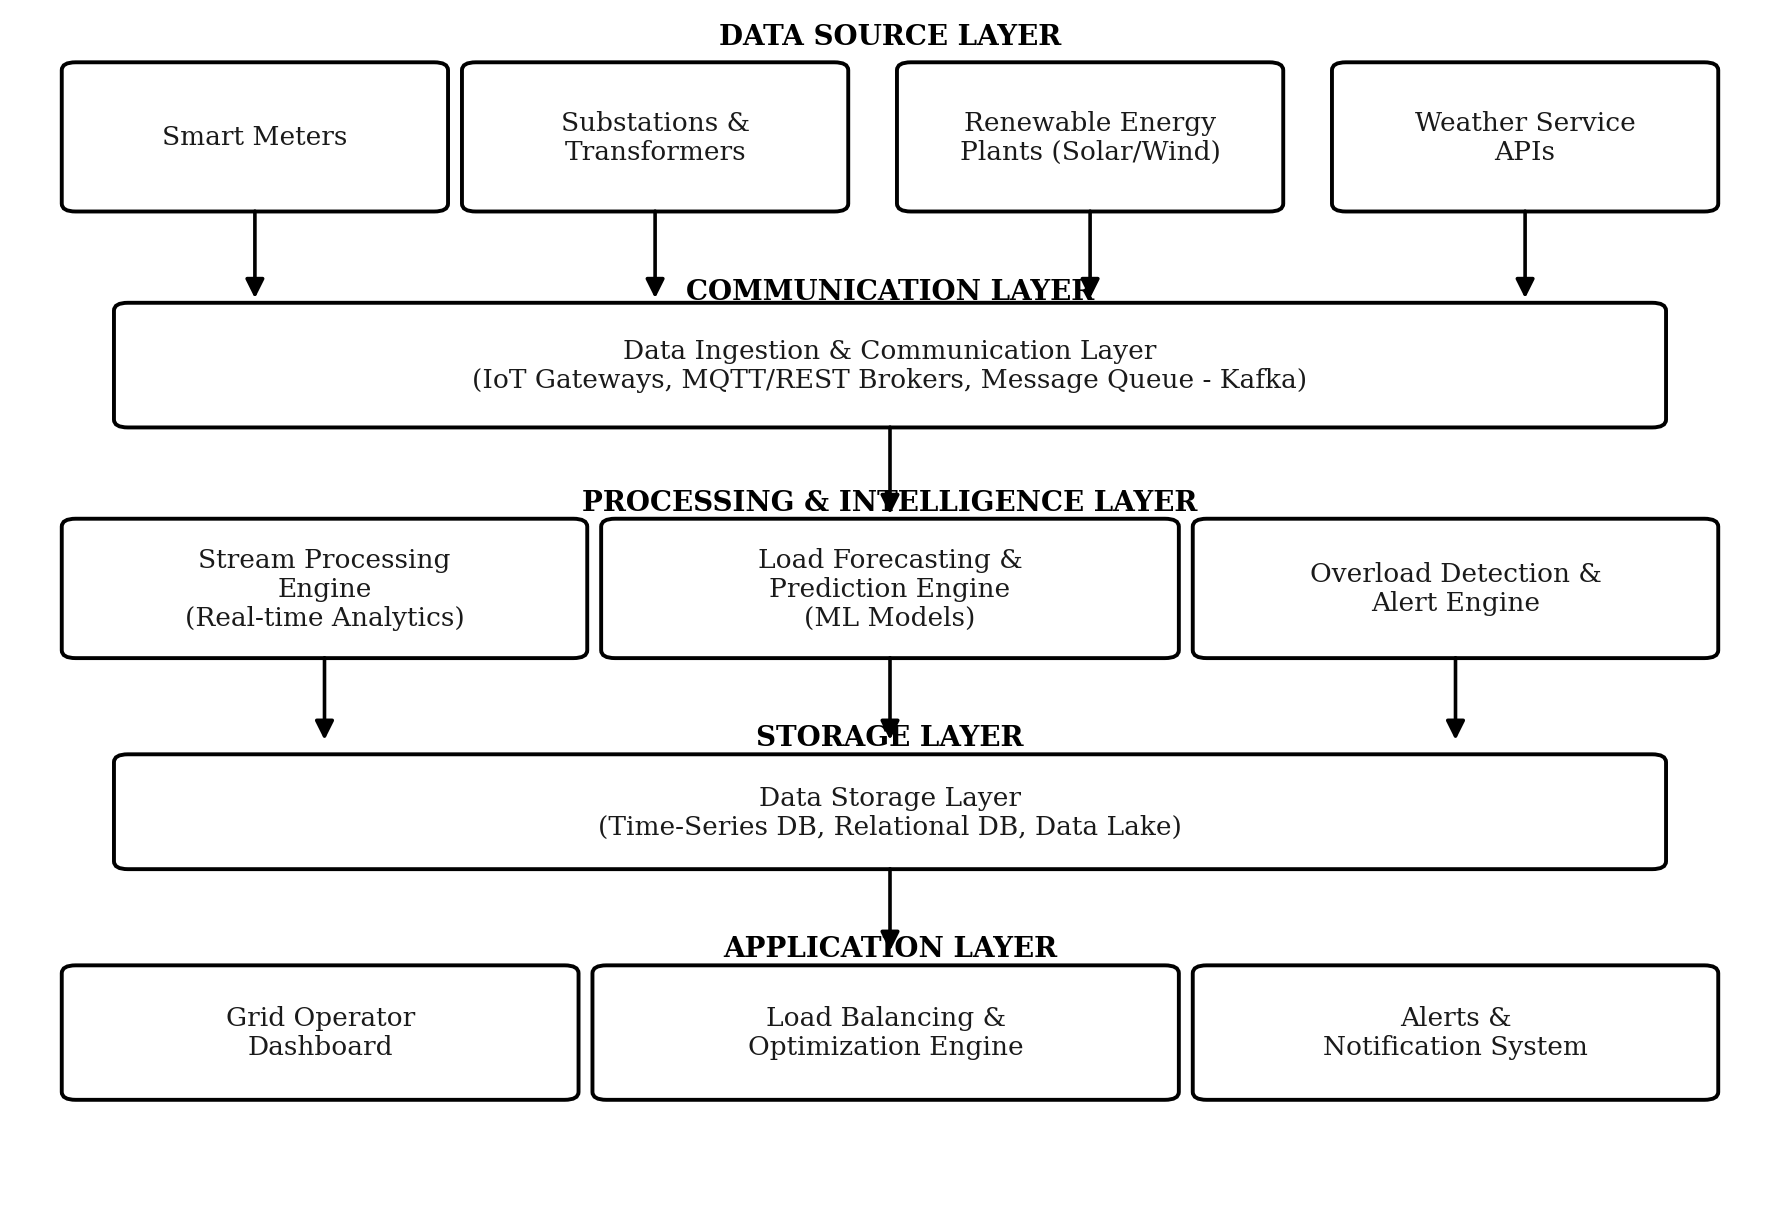 DATA SOURCE LAYER
Smart Meters
Substations &
Transformers
Renewable Energy
Plants (Solar/Wind)
Weather Service
APIs
COMMUNICATION LAYER
Data Ingestion & Communication Layer
(IoT Gateways, MQTT/REST Brokers, Message Queue - Kafka)
PROCESSING & INTELLIGENCE LAYER
Stream Processing
Engine
(Real-time Analytics)
Load Forecasting &
Prediction Engine
(ML Models)
Overload Detection &
Alert Engine
STORAGE LAYER
Data Storage Layer
(Time-Series DB, Relational DB, Data Lake)
APPLICATION LAYER
Grid Operator
Dashboard
Load Balancing &
Optimization Engine
Alerts &
Notification System